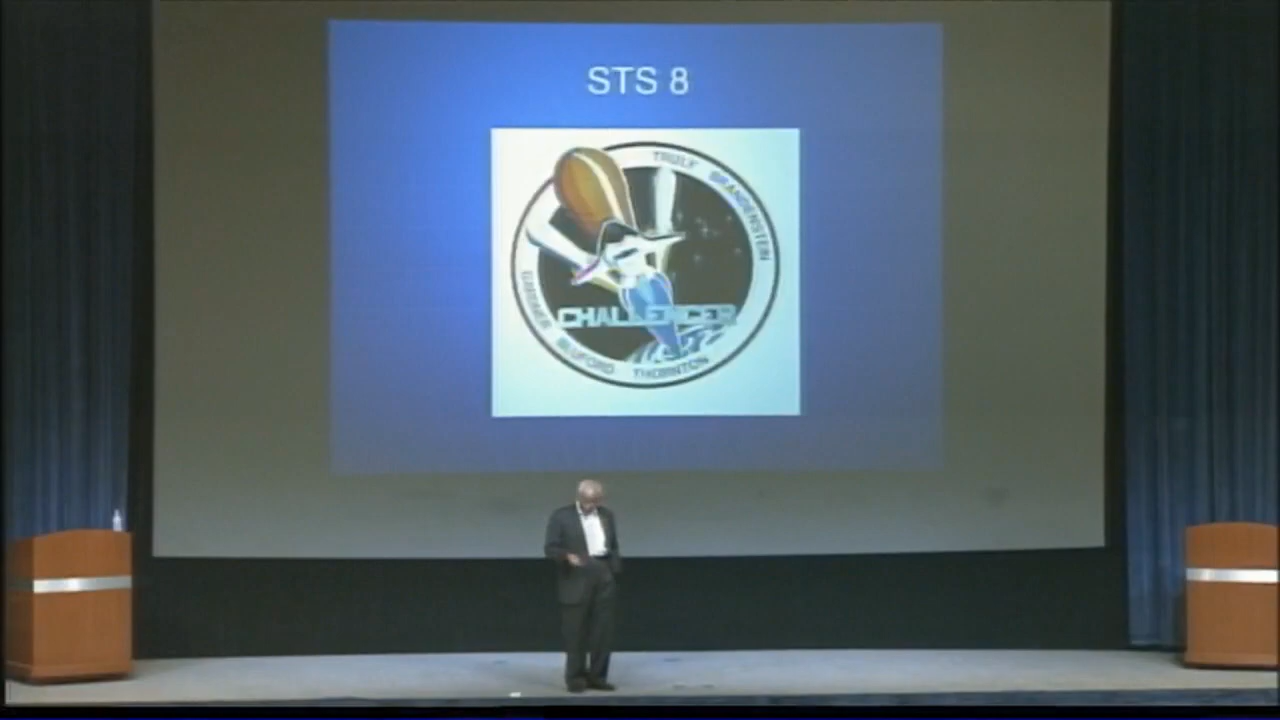 STS 8
TRULY BRANDENSTEIN
CHALLENGER
GARDNER BLUFORD THORNTON